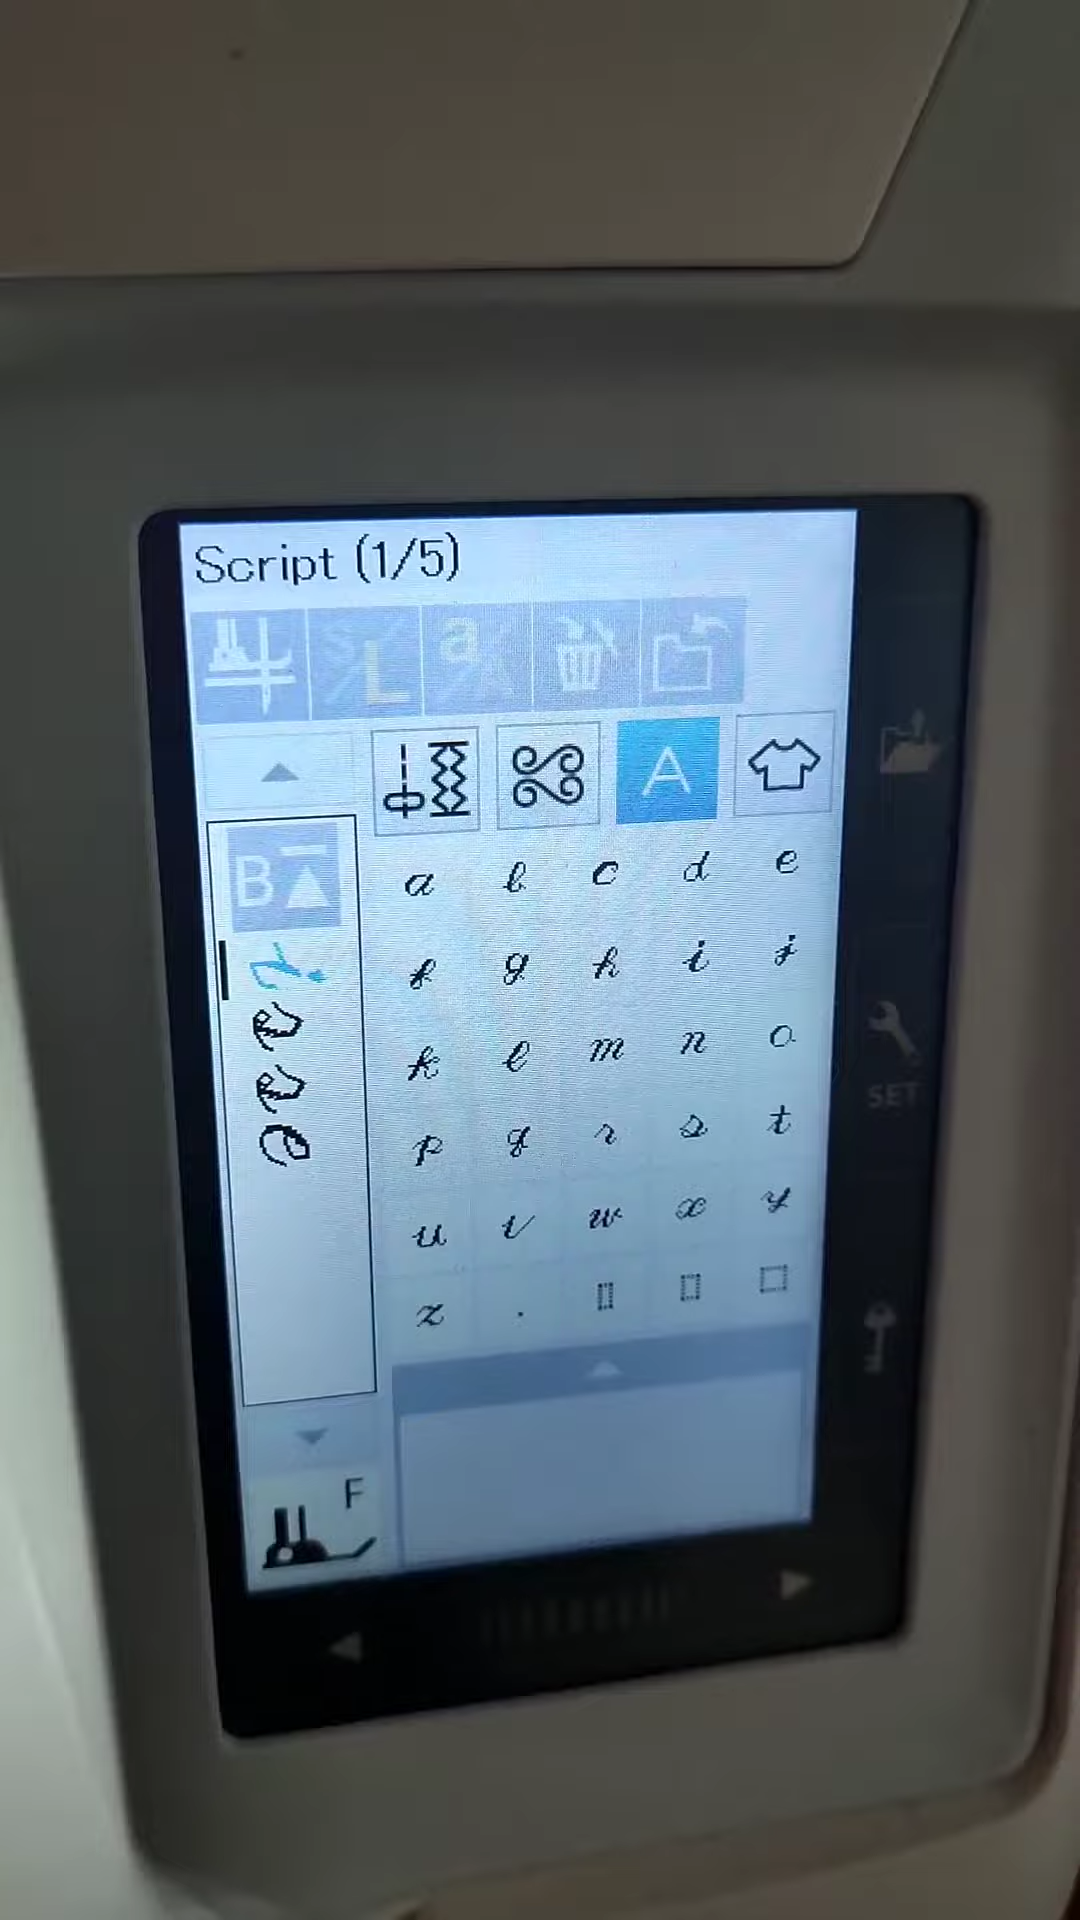 Script (1/5)
S/L
a
A
B
a b c d e
f g h i j
k l m n o
p q r s t
u v w x y
z .
F
SET